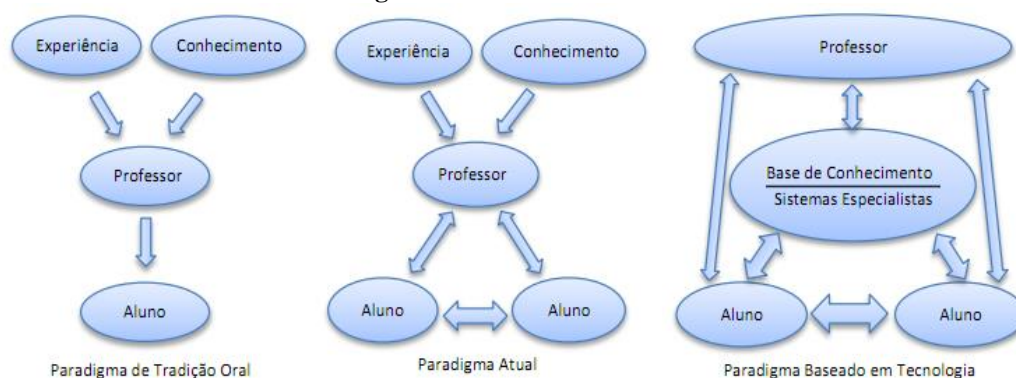 Experiência
Conhecimento
Professor
Aluno
Paradigma de Tradição Oral
Experiência
Conhecimento
Professor
Aluno
Aluno
Paradigma Atual
Professor
Base de Conhecimento
Sistemas Especialistas
Aluno
Aluno
Paradigma Baseado em Tecnologia